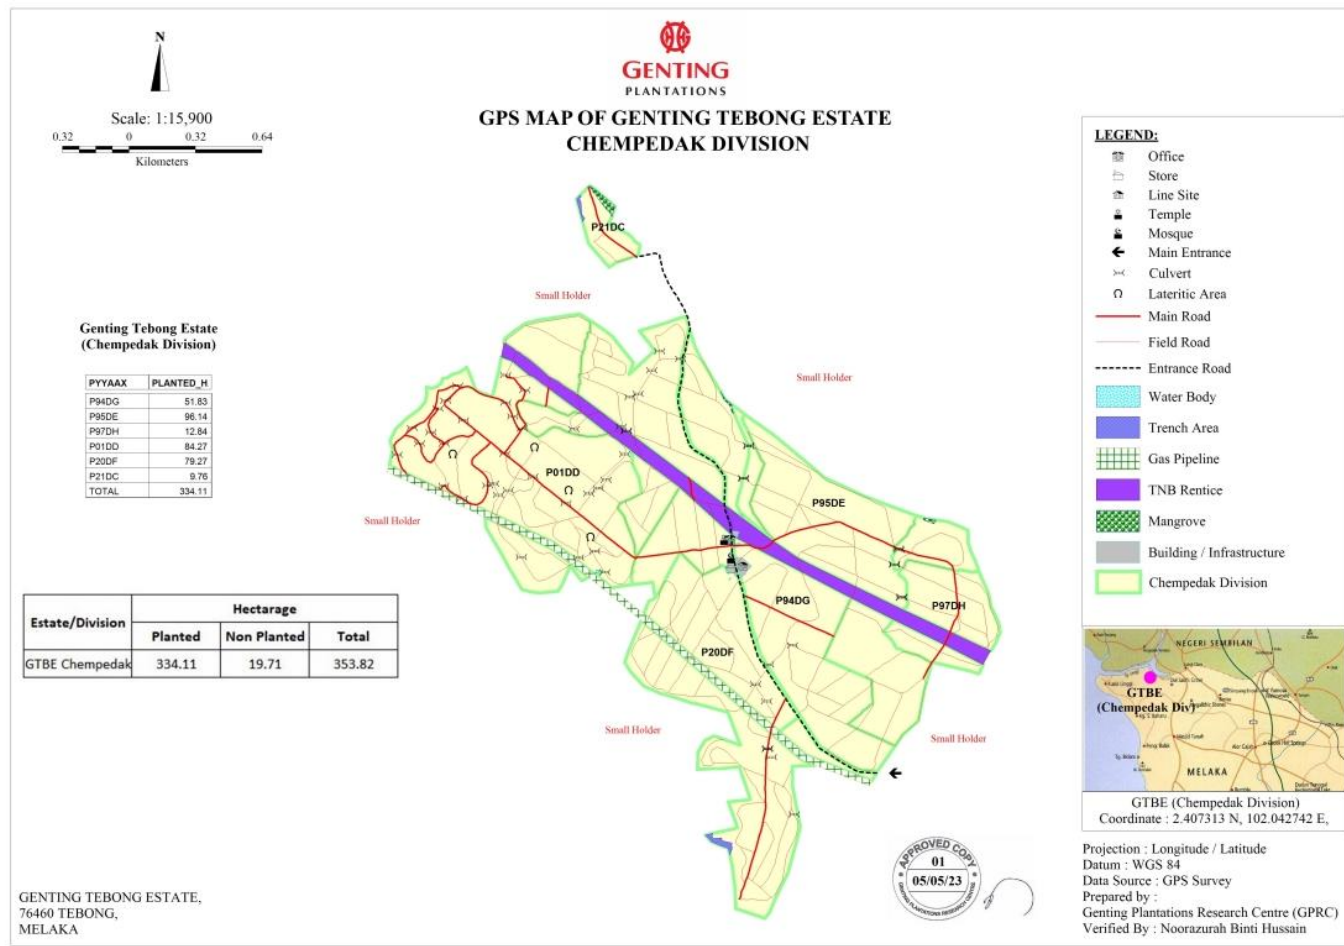 N
Scale: 1:15,900
0.32 0 0.32 0.64
Kilometers
GENTING
PLANTATIONS
GPS MAP OF GENTING TEBONG ESTATE
CHEMPEDAK DIVISION
Genting Tebong Estate
(Chempedak Division)
PYYAAX PLANTED_H
P94DG 51.83
P95DE 96.14
P97DH 12.84
P01DD 84.27
P20DF 79.27
P21DC 9.76
TOTAL 334.11
Estate/Division Hectarage
Planted Non Planted Total
GTBE Chempedak 334.11 19.71 353.82
P21DC
Small Holder
Small Holder
P01DD
P95DE
Small Holder
P94DG
P97DH
P20DF
Small Holder
Small Holder
LEGEND:
Office
Store
Line Site
Temple
Mosque
Main Entrance
Culvert
Lateritic Area
Main Road
Field Road
Entrance Road
Water Body
Trench Area
Gas Pipeline
TNB Rentice
Mangrove
Building / Infrastructure
Chempedak Division
NEGERI SEMBILAN
GTBE
(Chempedak Div)
MELAKA
GTBE (Chempedak Division)
Coordinate : 2.407313 N, 102.042742 E,
Projection : Longitude / Latitude
Datum : WGS 84
Data Source : GPS Survey
Prepared by :
Genting Plantations Research Centre (GPRC)
Verified By : Noorazurah Binti Hussain
APPROVED COPY
01
05/05/23
GENTING PLANTATIONS RESEARCH CENTRE
GENTING TEBONG ESTATE,
76460 TEBONG,
MELAKA